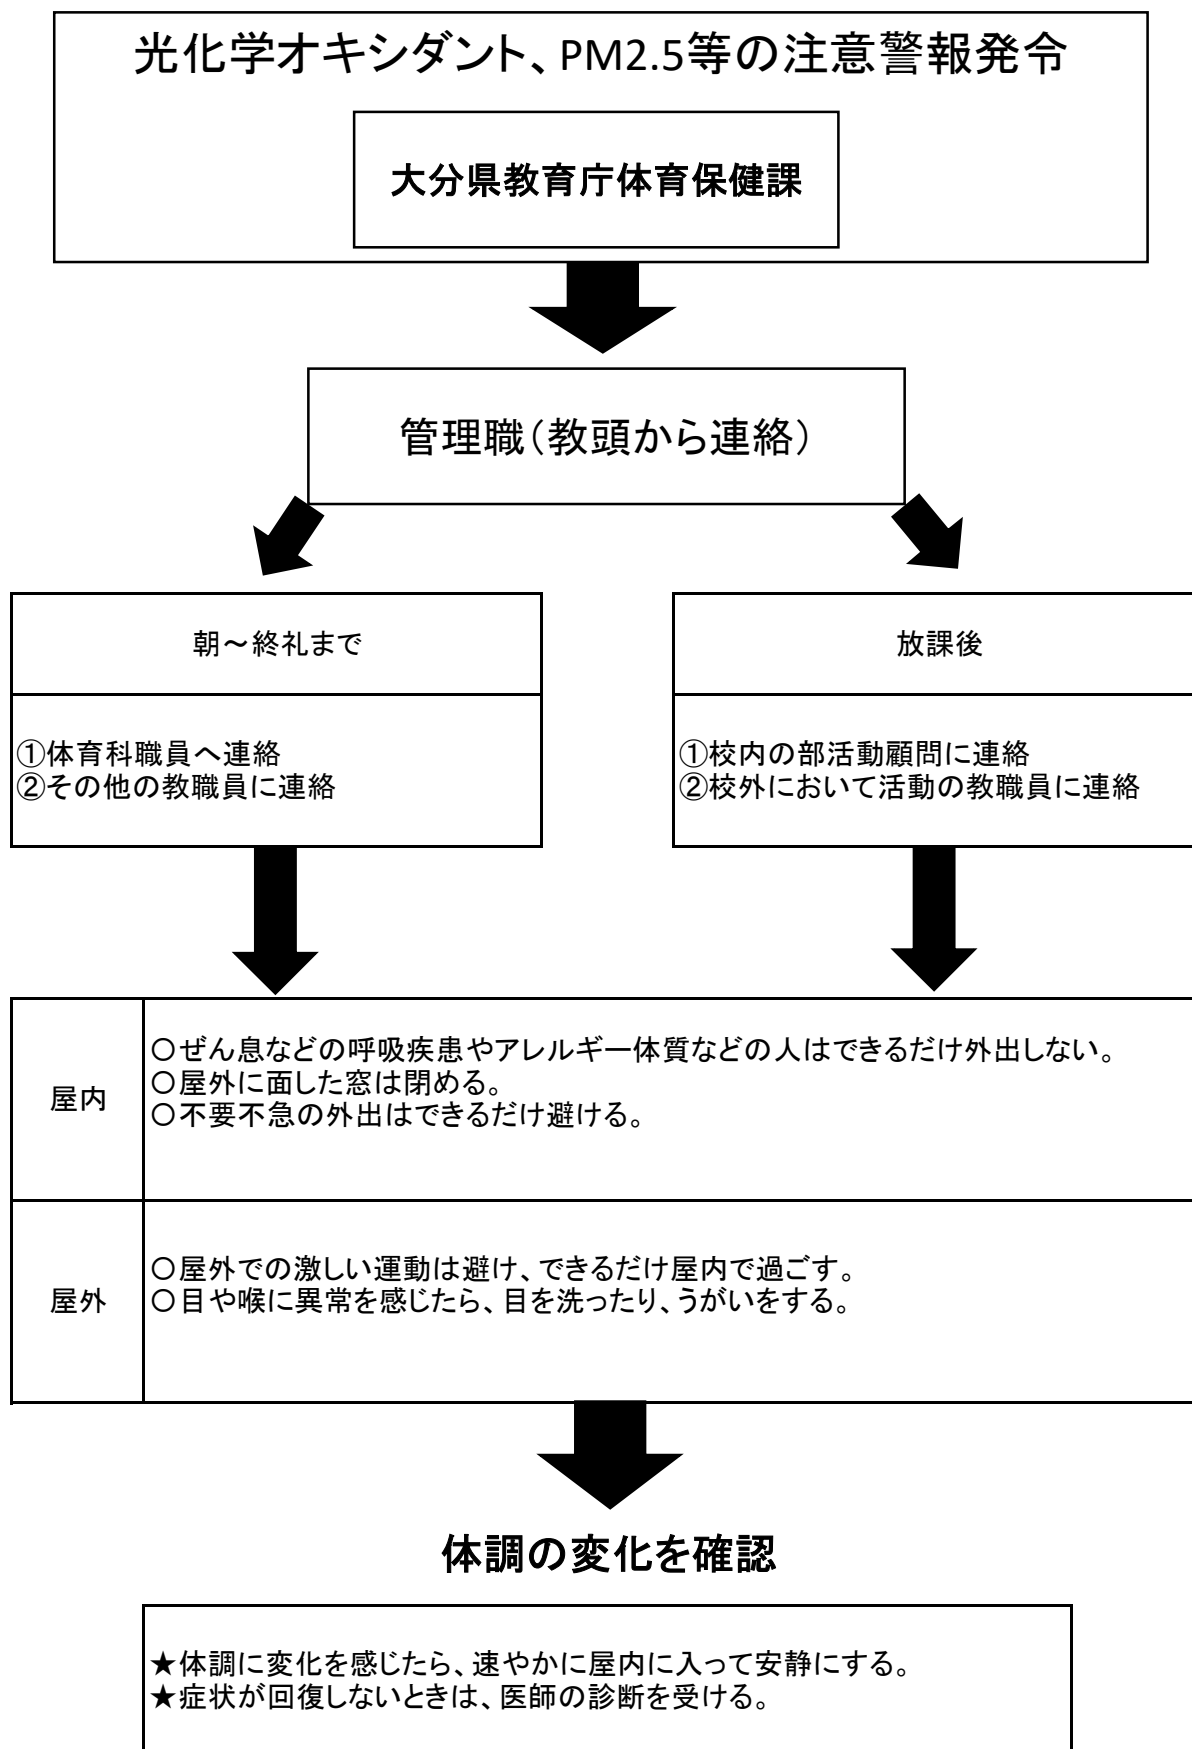 光化学オキシダント、PM2.5等の注意警報発令
大分県教育庁体育保健課
管理職(教頭から連絡)
朝～終礼まで
①体育科職員へ連絡
②その他の教職員に連絡
放課後
①校内の部活動顧問に連絡
②校外において活動の教職員に連絡
屋内
○ぜん息などの呼吸疾患やアレルギー体質などの人はできるだけ外出しない。
○屋外に面した窓は閉める。
○不要不急の外出はできるだけ避ける。
屋外
○屋外での激しい運動は避け、できるだけ屋内で過ごす。
○目や喉に異常を感じたら、目を洗ったり、うがいをする。
体調の変化を確認
★体調に変化を感じたら、速やかに屋内に入って安静にする。
★症状が回復しないときは、医師の診断を受ける。